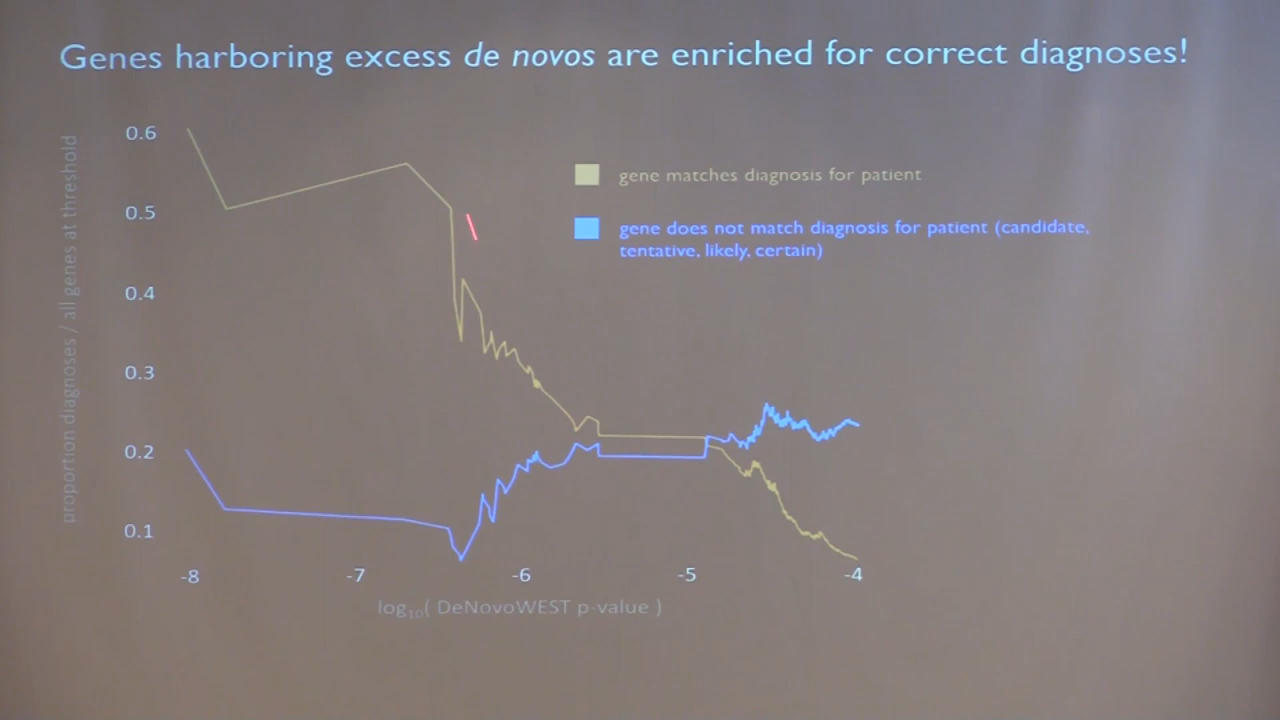 Genes harboring excess de novos are enriched for correct diagnoses!
proportion diagnoses / all genes at threshold
0.6
0.5
0.4
0.3
0.2
0.1
gene matches diagnosis for patient
gene does not match diagnosis for patient (candidate,
tentative, likely, certain)
-8
-7
-6
-5
-4
log₁₀( DeNovoWEST p-value )